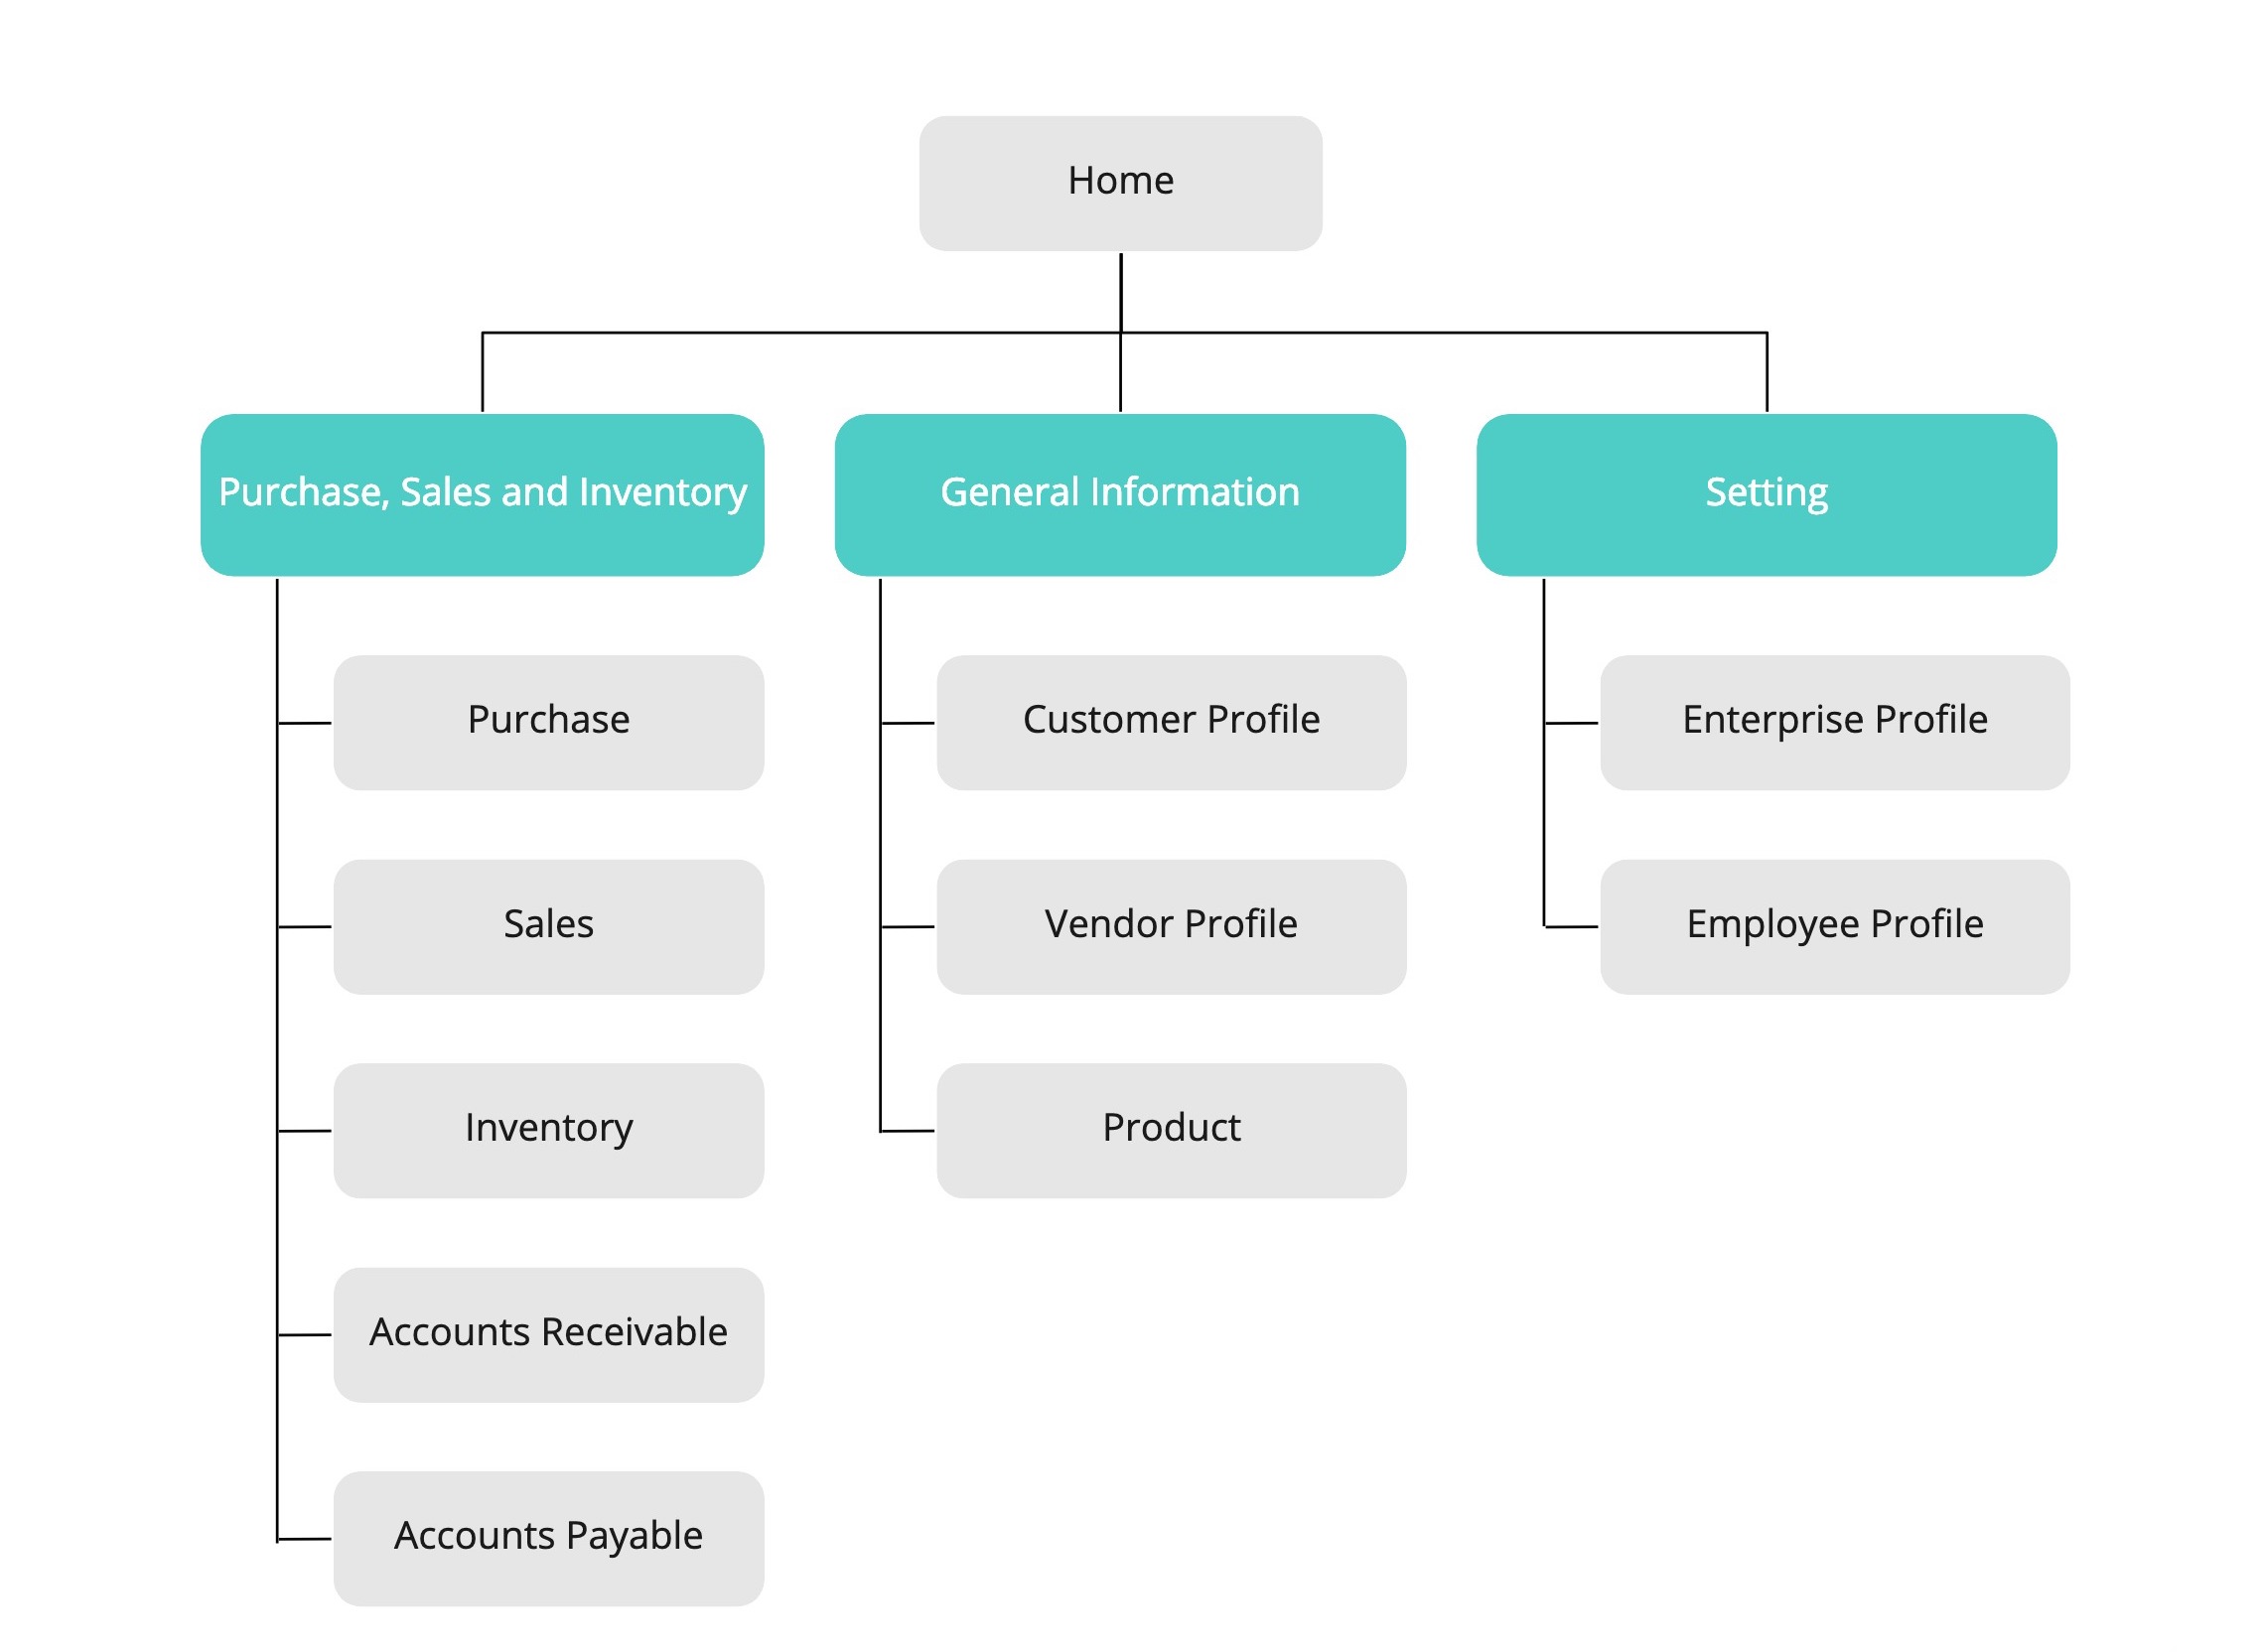 Home
Purchase, Sales and Inventory
General Information
Setting
Purchase
Customer Profile
Enterprise Profile
Sales
Vendor Profile
Employee Profile
Inventory
Product
Accounts Receivable
Accounts Payable